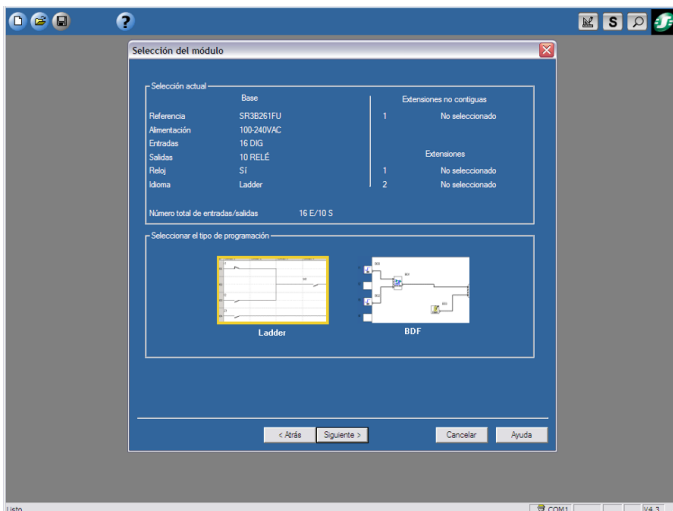 Selección del módulo
Selección actual
Base
Extensiones no contiguas
Referencia SR3B261FU 1 No seleccionado
Alimentación 100-240VAC
Entradas 16 DIG
Salidas 10 RELÉ Extensiones
Reloj Sí 1 No seleccionado
Idioma Ladder 2 No seleccionado
Número total de entradas/salidas 16 E/10 S
Seleccionar el tipo de programación
Ladder BDF
< Atrás Siguiente > Cancelar Ayuda
Listo COM1 V4.3